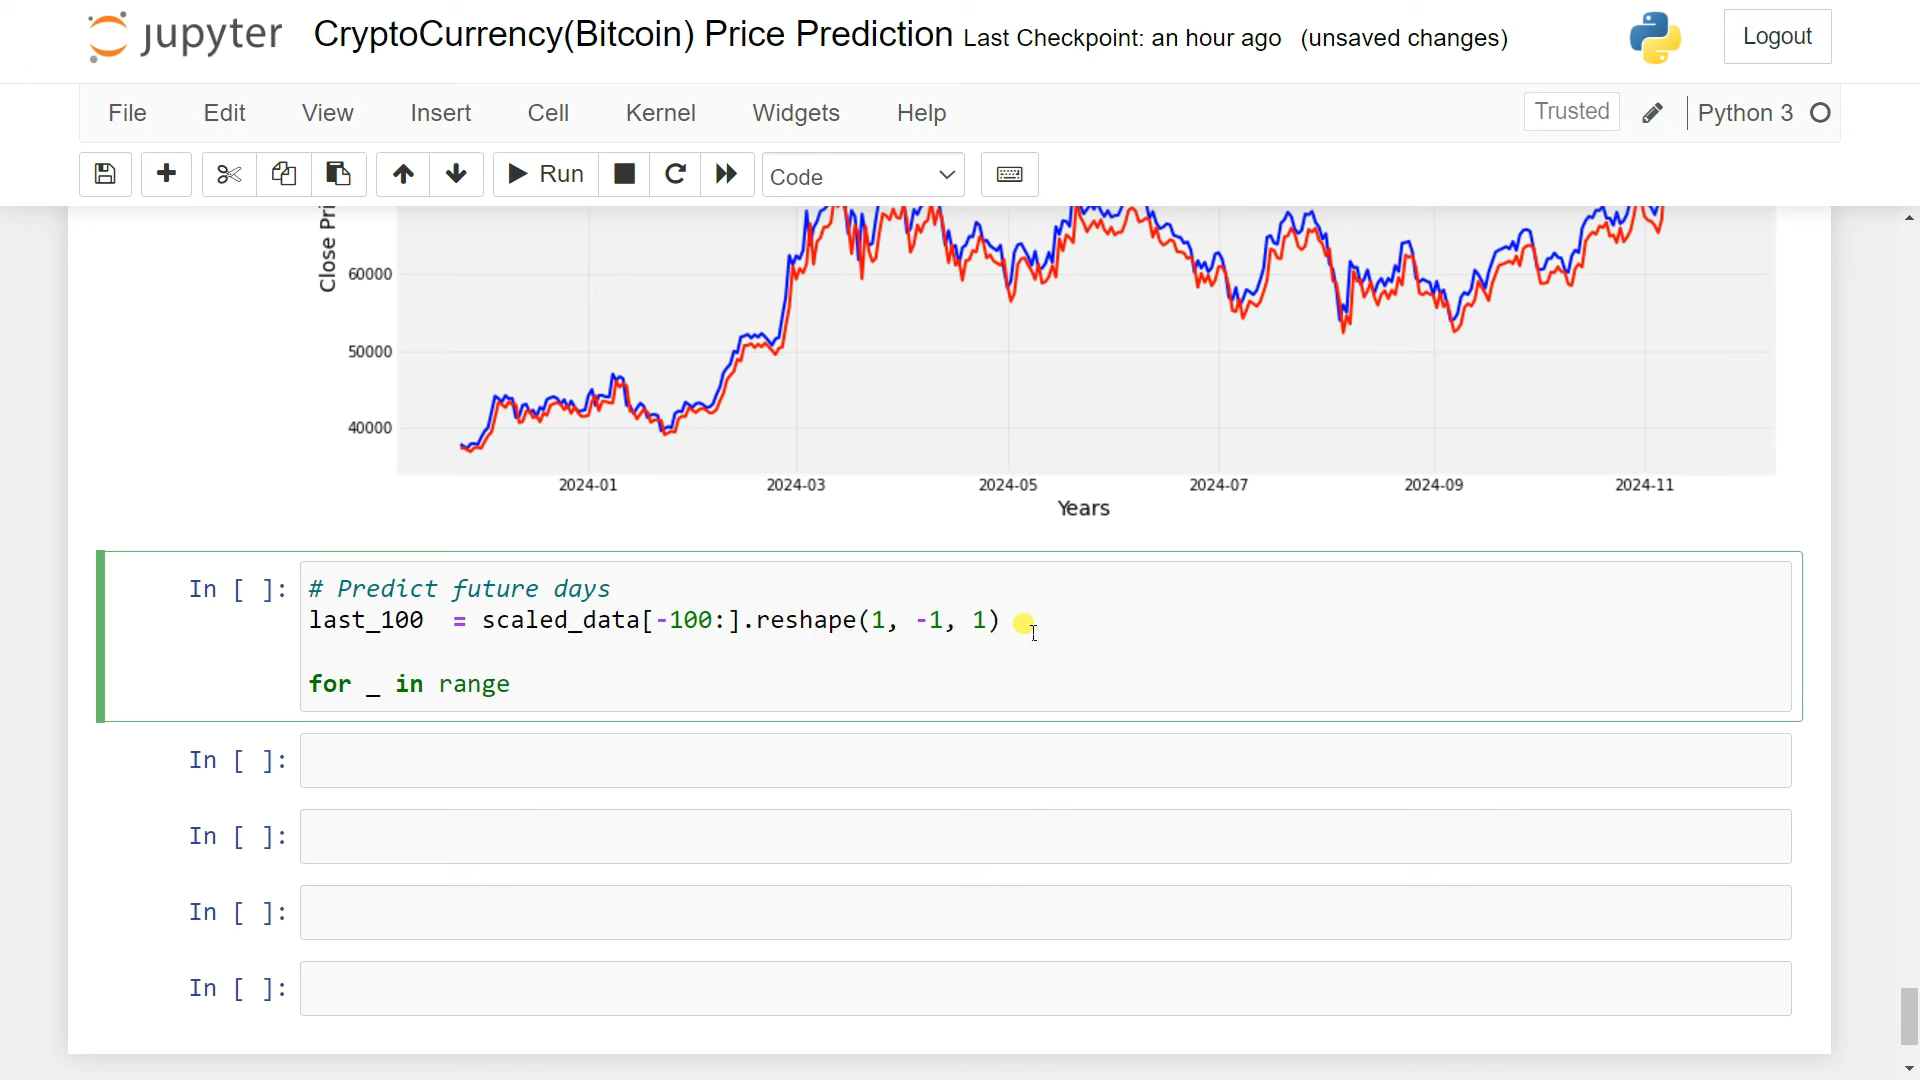 jupyter CryptoCurrency(Bitcoin) Price Prediction Last Checkpoint: an hour ago (unsaved changes) Logout
File Edit View Insert Cell Kernel Widgets Help Trusted Python 3
Run Code
Close Pri
60000
50000
40000
2024-01 2024-03 2024-05 2024-07 2024-09 2024-11
Years
In [ ]: # Predict future days
last_100 = scaled_data[-100:].reshape(1, -1, 1)
for _ in range
In [ ]:
In [ ]:
In [ ]:
In [ ]: